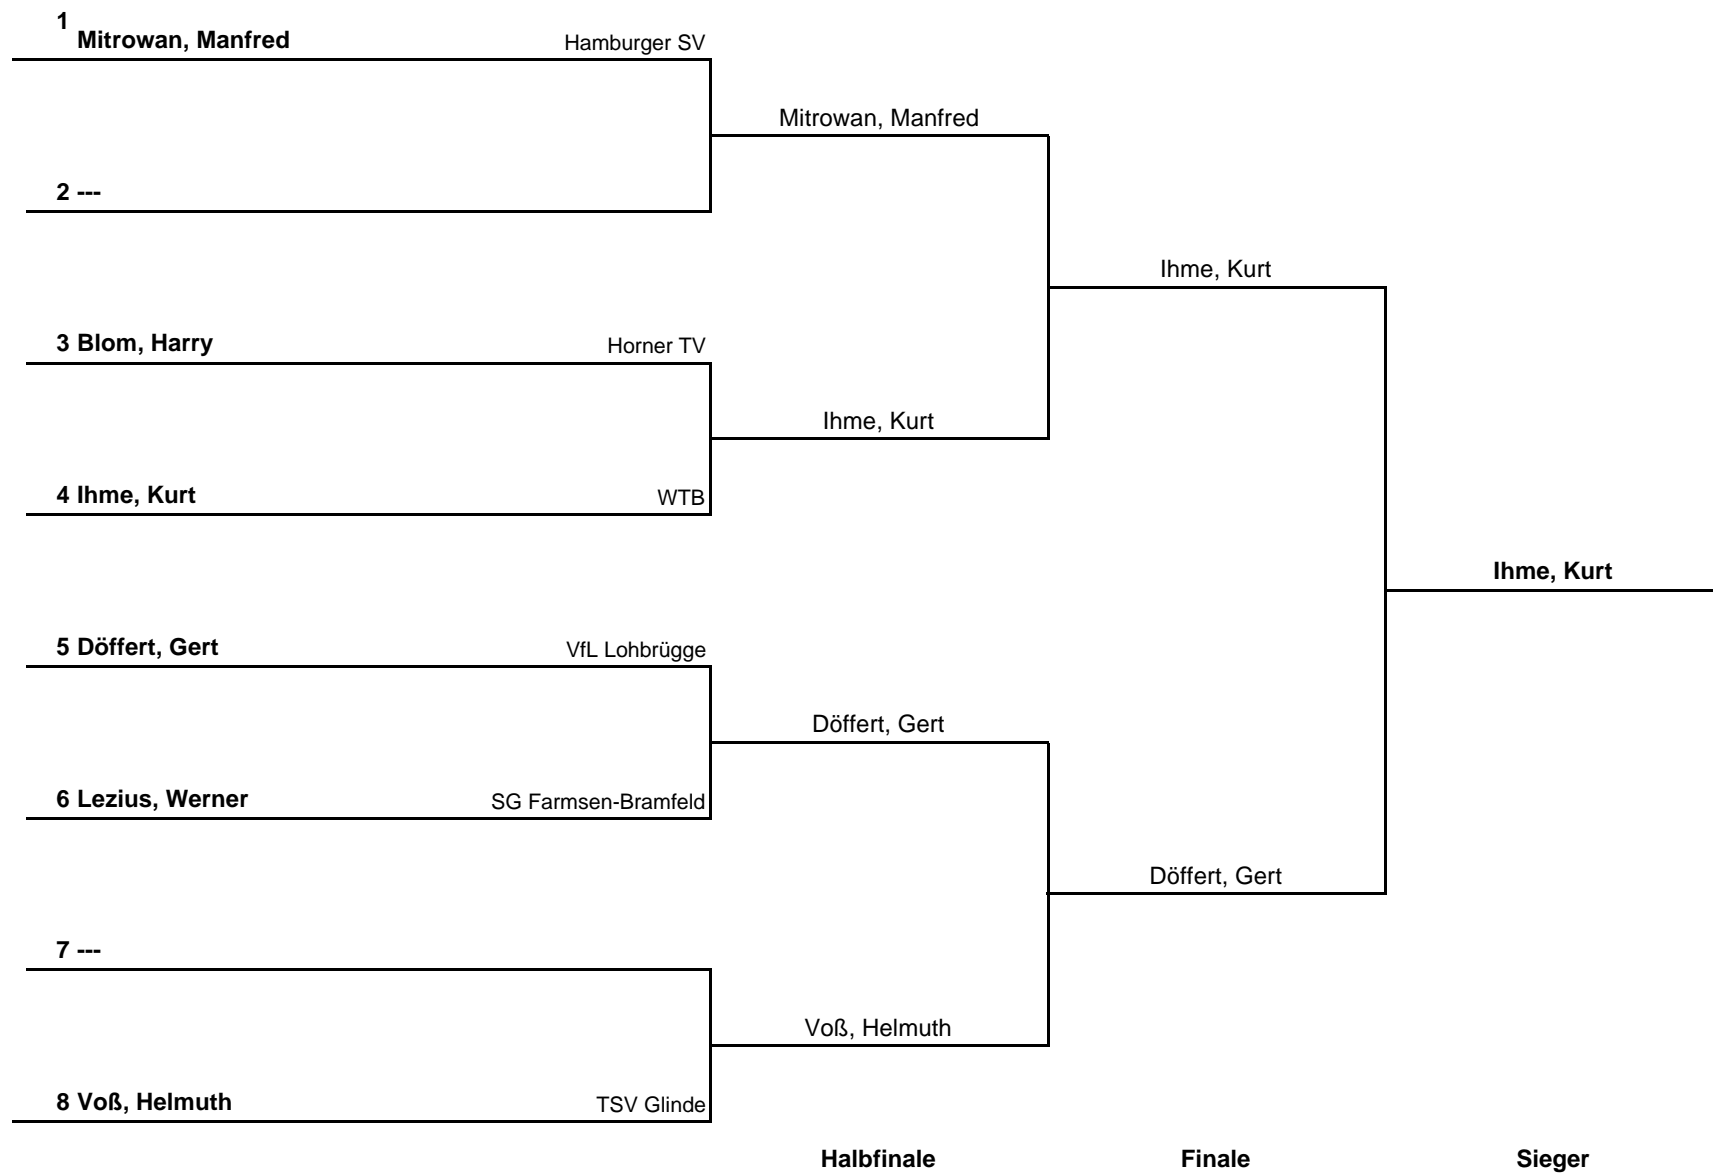 1
Mitrowan, Manfred Hamburger SV
Mitrowan, Manfred
2 ---
Ihme, Kurt
3 Blom, Harry Horner TV
Ihme, Kurt
4 Ihme, Kurt WTB
Ihme, Kurt
5 Döffert, Gert VfL Lohbrügge
Döffert, Gert
6 Lezius, Werner SG Farmsen-Bramfeld
Döffert, Gert
7 ---
Voß, Helmuth
8 Voß, Helmuth TSV Glinde
Halbfinale Finale Sieger